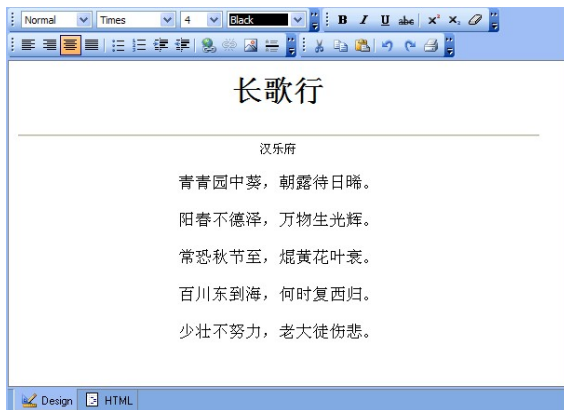 Normal Times 4 Black B I U abc x² x₂
长歌行
汉乐府
青青园中葵，朝露待日晞。
阳春不德泽，万物生光辉。
常恐秋节至，焜黄花叶衰。
百川东到海，何时复西归。
少壮不努力，老大徒伤悲。
Design HTML